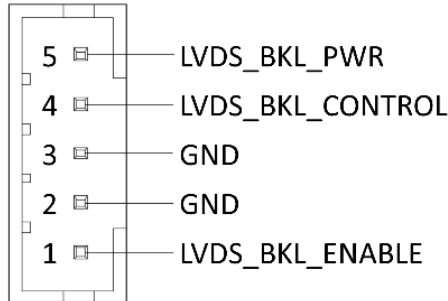 5 LVDS_BKL_PWR
4 LVDS_BKL_CONTROL
3 GND
2 GND
1 LVDS_BKL_ENABLE